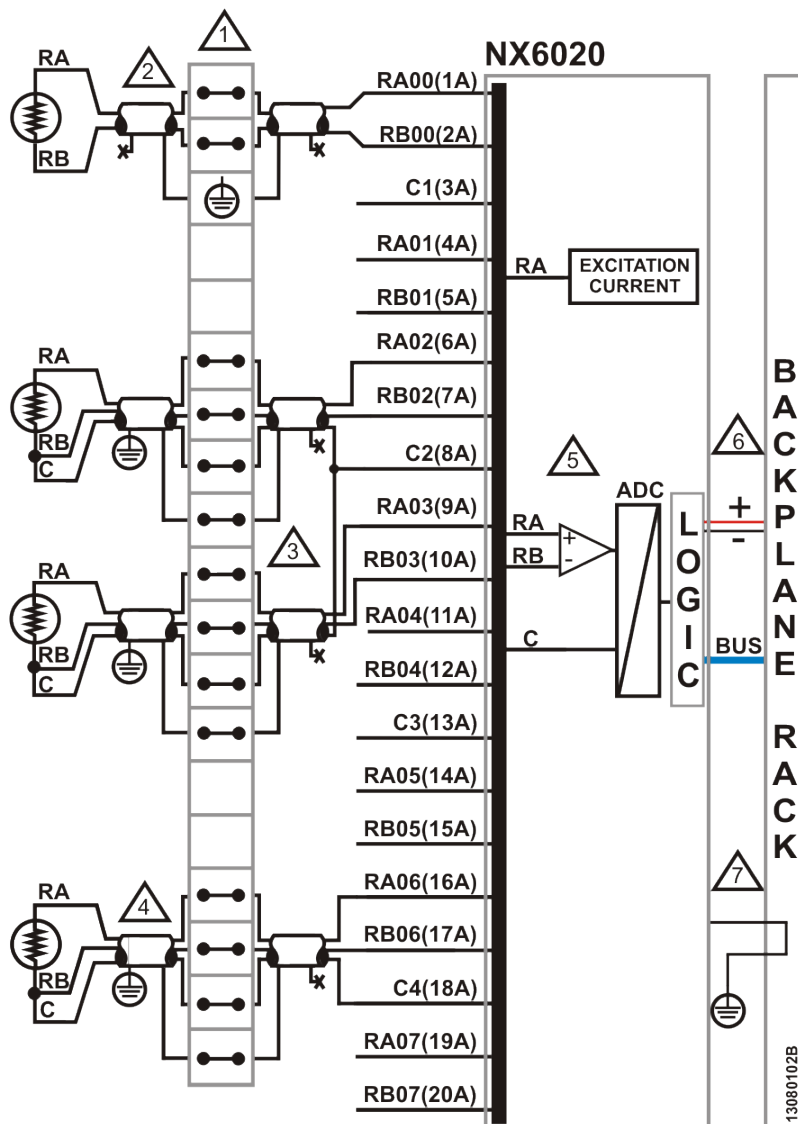 NX6020
1
2
RA
RB
RA00(1A)
RB00(2A)
C1(3A)
RA01(4A)
RB01(5A)
RA
EXCITATION
CURRENT
RA
RB
C
RA02(6A)
RB02(7A)
C2(8A)
3
RA03(9A)
RB03(10A)
RA
RB
C
RA04(11A)
RB04(12A)
C3(13A)
RA05(14A)
RB05(15A)
4
RA
RB
C
RA06(16A)
RB06(17A)
C4(18A)
RA07(19A)
RB07(20A)
5
RA
RB
+
-
C
ADC
LOGIC
6
+
-
BUS
7
BACKPLANE RACK
13080102B